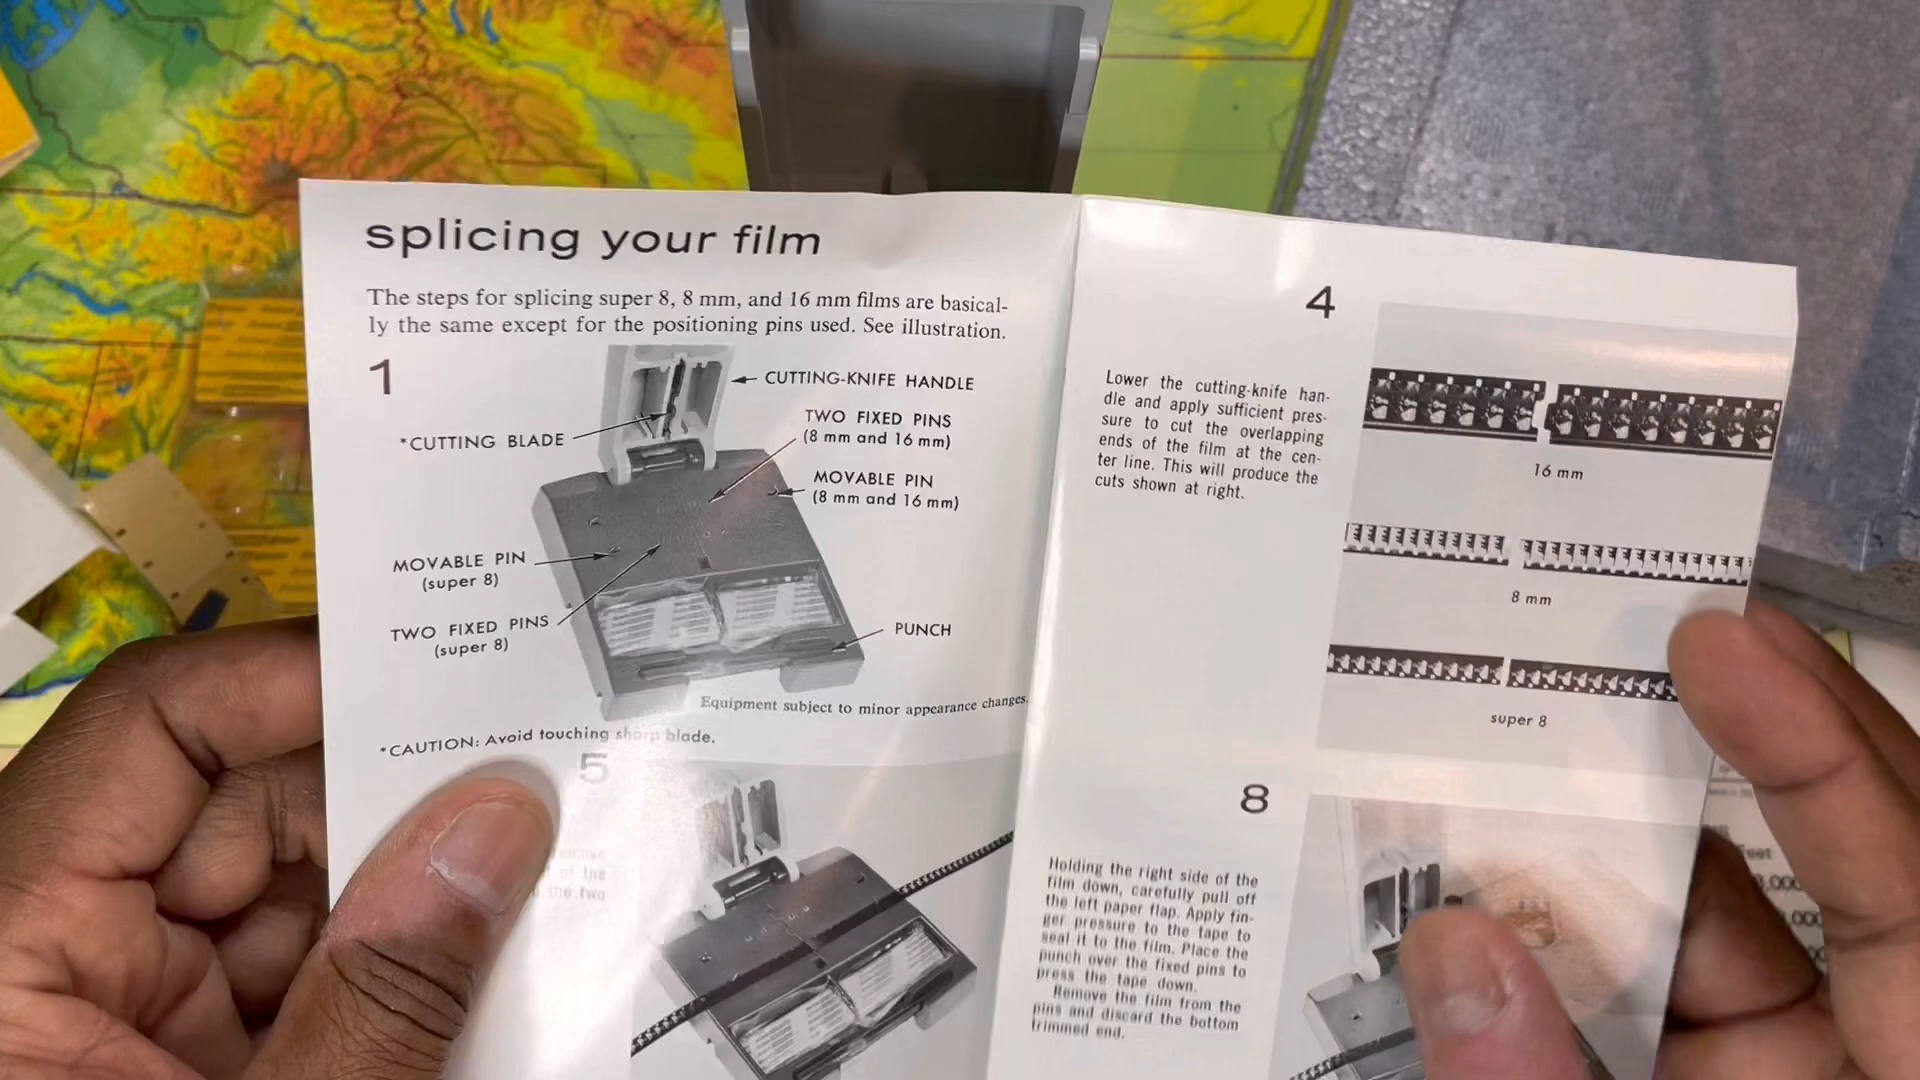 splicing your film
The steps for splicing super 8, 8 mm, and 16 mm films are basical-
ly the same except for the positioning pins used. See illustration.
1
CUTTING-KNIFE HANDLE
TWO FIXED PINS
(8 mm and 16 mm)
*CUTTING BLADE
MOVABLE PIN
(8 mm and 16 mm)
MOVABLE PIN
(super 8)
TWO FIXED PINS
(super 8)
PUNCH
Equipment subject to minor appearance changes.
*CAUTION: Avoid touching sharp blade.
5
of the
the two
4
Lower the cutting-knife han-
dle and apply sufficient pres-
sure to cut the overlapping
ends of the film at the cen-
ter line. This will produce the
cuts shown at right.
16 mm
8 mm
super 8
8
Holding the right side of the
film down, carefully pull off
the left paper flap. Apply fin-
ger pressure to the tape to
seal it to the film. Place the
punch over the fixed pins to
press the tape down.
Remove the film from the
pins and discard the bottom
trimmed end.